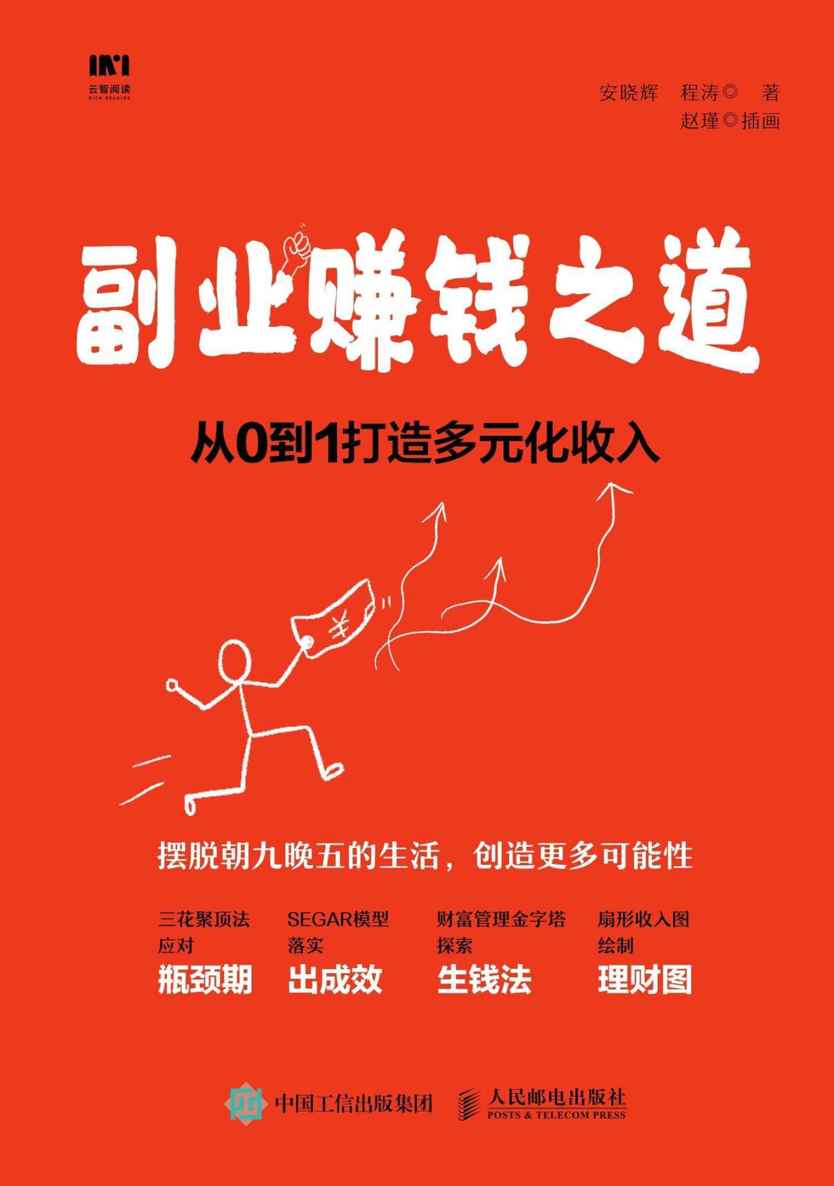 云智阅读
RICH READING
安晓辉 程涛◎ 著
赵瑾◎插画
副业赚钱之道
从0到1打造多元化收入
¥
摆脱朝九晚五的生活，创造更多可能性
三花聚顶法
应对
瓶颈期
SEGAR模型
落实
出成效
财富管理金字塔
探索
生钱法
扇形收入图
绘制
理财图
中国工信出版集团
人民邮电出版社
POSTS & TELECOM PRESS